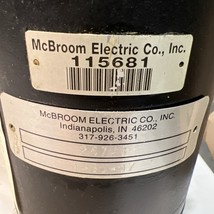 McBroom Electric Co., Inc.
115681
McBROOM ELECTRIC CO., INC.
Indianapolis, IN 46202
317-926-3451